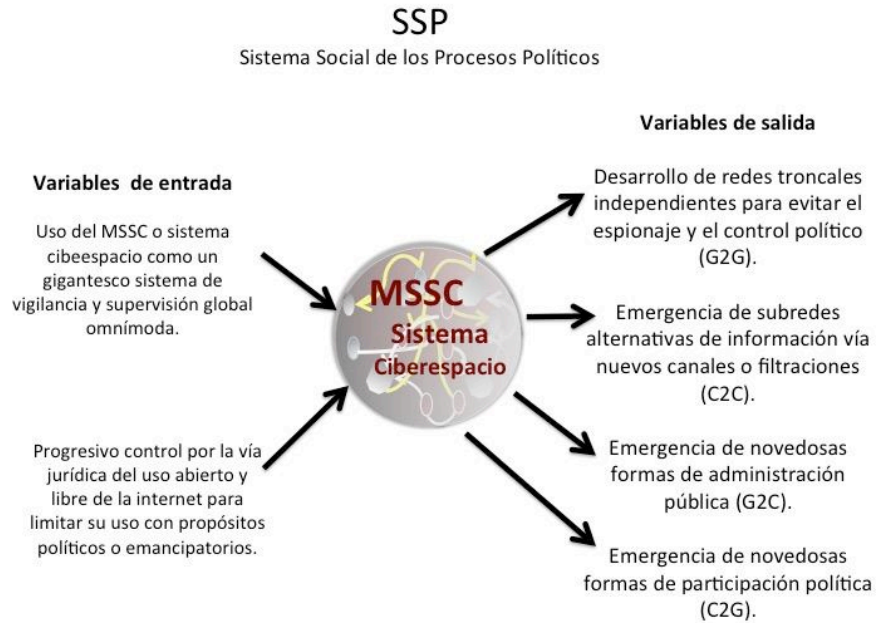 SSP
Sistema Social de los Procesos Políticos
Variables de entrada
Uso del MSSC o sistema
cibeespacio como un
gigantesco sistema de
vigilancia y supervisión global
omnímoda.
Progresivo control por la vía
jurídica del uso abierto y
libre de la internet para
limitar su uso con propósitos
políticos o emancipatorios.
MSSC
Sistema
Ciberespacio
Variables de salida
Desarrollo de redes troncales
independientes para evitar el
espionaje y el control político
(G2G).
Emergencia de subredes
alternativas de información vía
nuevos canales o filtraciones
(C2C).
Emergencia de novedosas
formas de administración
pública (G2C).
Emergencia de novedosas
formas de participación política
(C2G).